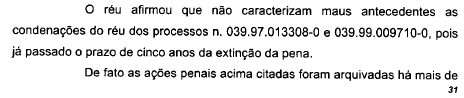 O réu afirmou que não caracterizam maus antecedentes as
condenações do réu dos processos n. 039.97.013308-0 e 039.99.009710-0, pois
já passado o prazo de cinco anos da extinção da pena.
De fato as ações penais acima citadas foram arquivadas há mais de
31